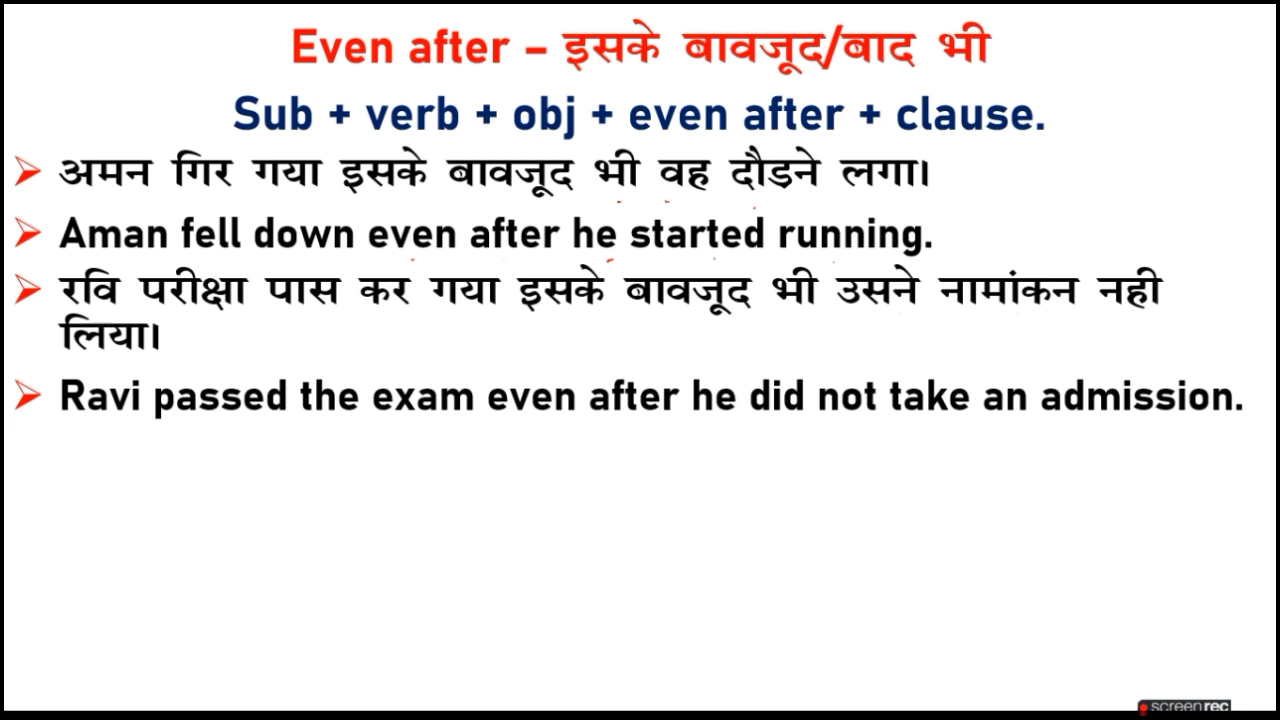 Even after – इसके बावजूद/बाद भी
Sub + verb + obj + even after + clause.
अमन गिर गया इसके बावजूद भी वह दौड़ने लगा।
Aman fell down even after he started running.
रवि परीक्षा पास कर गया इसके बावजूद भी उसने नामांकन नही
लिया।
Ravi passed the exam even after he did not take an admission.
screenrec